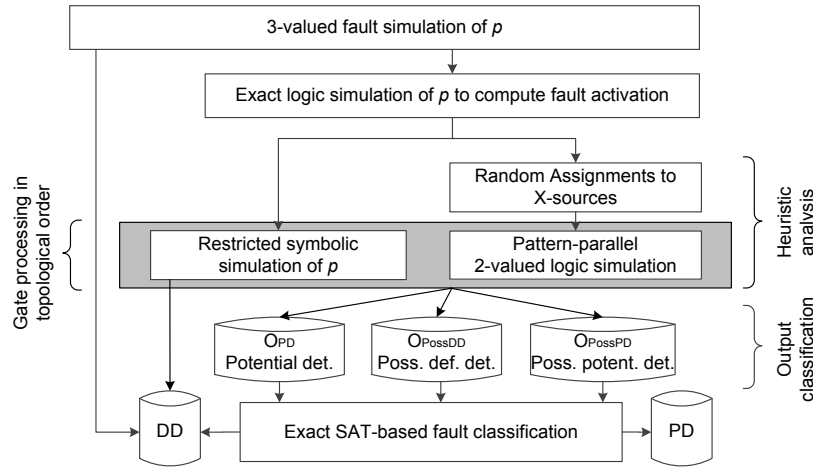 3-valued fault simulation of p
Exact logic simulation of p to compute fault activation
Random Assignments to
X-sources
Restricted symbolic
simulation of p
Pattern-parallel
2-valued logic simulation
Gate processing in
topological order
Heuristic
analysis
OPD
Potential det.
OPossDD
Poss. def. det.
OPossPD
Poss. potent. det.
Output
classification
DD
Exact SAT-based fault classification
PD